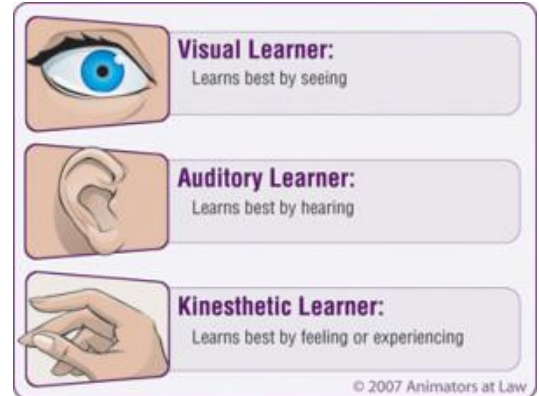 Visual Learner:
Learns best by seeing
Auditory Learner:
Learns best by hearing
Kinesthetic Learner:
Learns best by feeling or experiencing
© 2007 Animators at Law